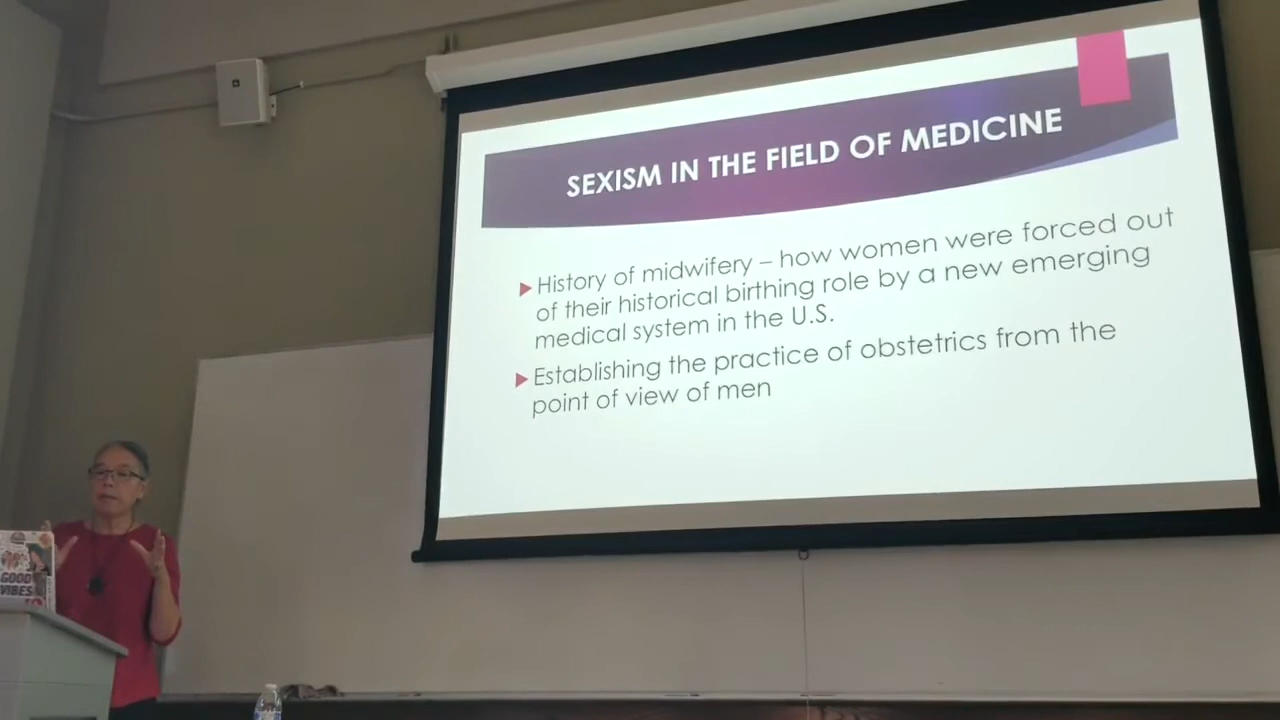 SEXISM IN THE FIELD OF MEDICINE
▶History of midwifery – how women were forced out
of their historical birthing role by a new emerging
medical system in the U.S.
▶Establishing the practice of obstetrics from the
point of view of men
GOOD
VIBES